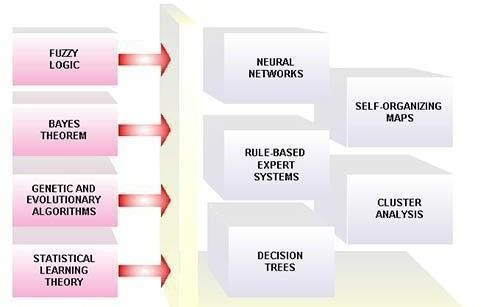 FUZZY
LOGIC
BAYES
THEOREM
GENETIC AND
EVOLUTIONARY
ALGORITHMS
STATISTICAL
LEARNING
THEORY
NEURAL
NETWORKS
SELF-ORGANIZING
MAPS
RULE-BASED
EXPERT
SYSTEMS
CLUSTER
ANALYSIS
DECISION
TREES